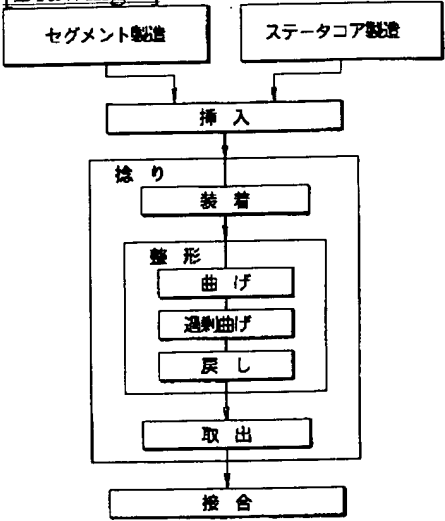 セグメント製造
ステータコア製造
挿入
捻り
装着
整形
曲げ
過剰曲げ
戻し
取出
接合